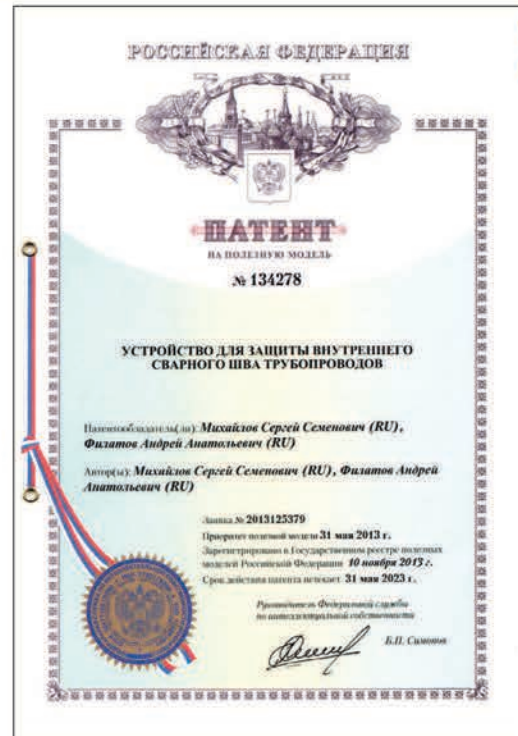 РОССИЙСКАЯ ФЕДЕРАЦИЯ
ПАТЕНТ
НА ПОЛЕЗНУЮ МОДЕЛЬ
№ 134278
УСТРОЙСТВО ДЛЯ ЗАЩИТЫ ВНУТРЕННЕГО
СВАРНОГО ШВА ТРУБОПРОВОДОВ
Патентообладатель(ли): Михайлов Сергей Семенович (RU),
Филатов Андрей Анатольевич (RU)
Автор(ы): Михайлов Сергей Семенович (RU), Филатов Андрей
Анатольевич (RU)
Заявка № 2013125379
Приоритет полезной модели 31 мая 2013 г.
Зарегистрировано в Государственном реестре полезных
моделей Российской Федерации 10 ноября 2013 г.
Срок действия патента истекает 31 мая 2023 г.
Руководитель Федеральной службы
по интеллектуальной собственности
Б.П. Симонов